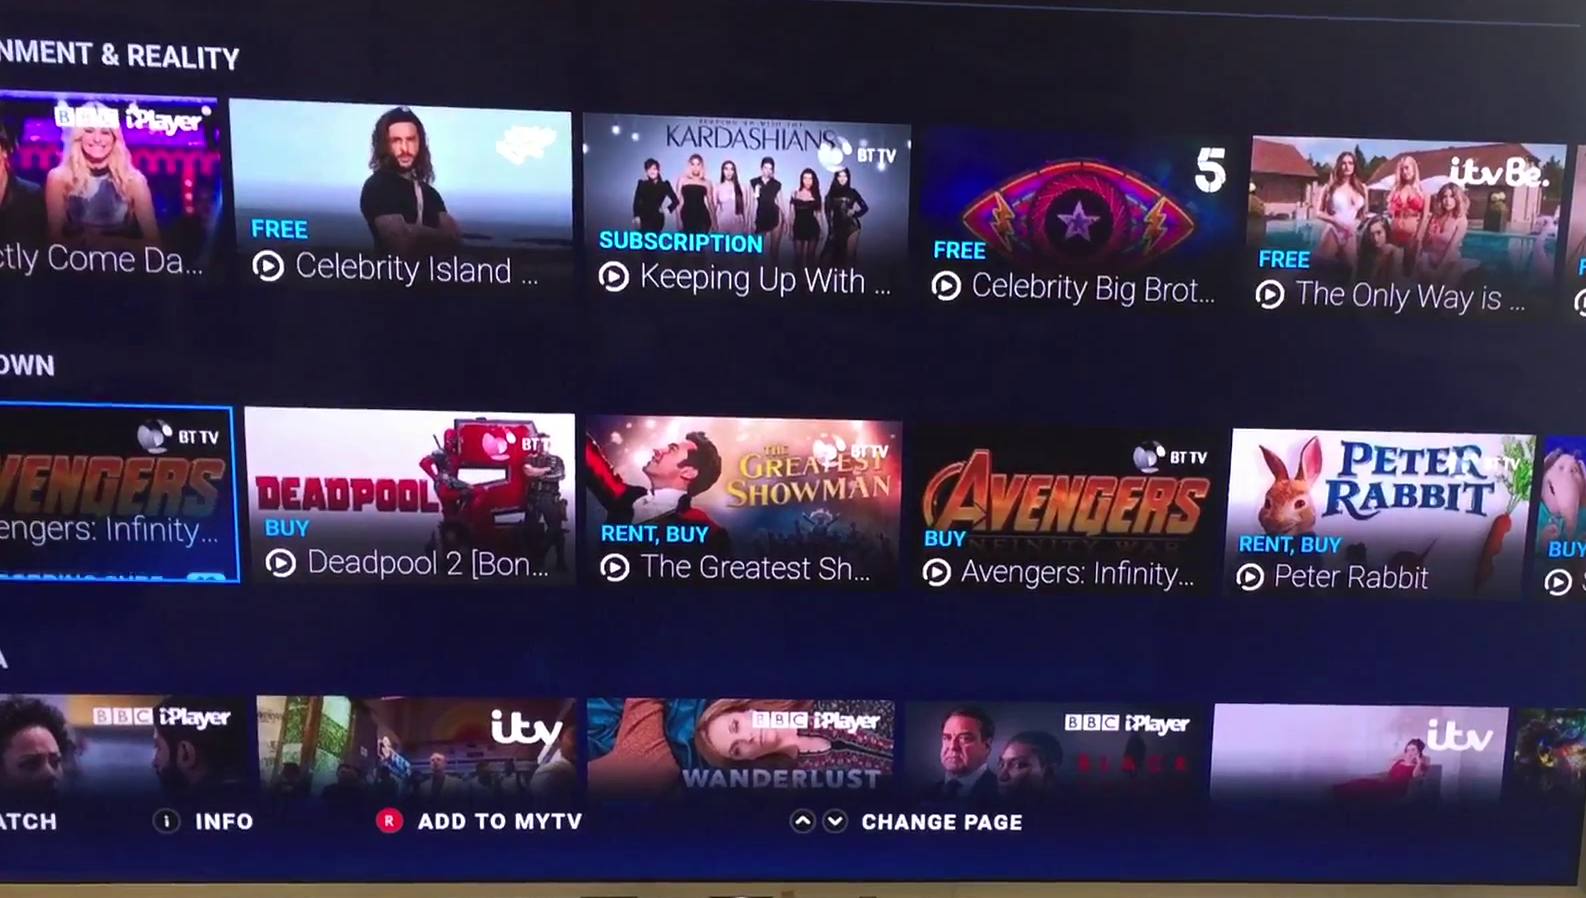 NMENT & REALITY
BBC iPlayer
ctly Come Da...
FREE
Celebrity Island ...
KARDASHIANS
BT TV
SUBSCRIPTION
Keeping Up With ...
5
FREE
Celebrity Big Brot...
itvBe.
FREE
The Only Way is ...
OWN
BT TV
VENGERS
engers: Infinity...
BT T
DEADPOOL
2
BUY
Deadpool 2 [Bon...
BT TV
THE
GREATEST
SHOWMAN
RENT, BUY
The Greatest Sh...
BT TV
AVENGERS
INFINITY WAR
BUY
Avengers: Infinity...
PETER
RABBIT
BT TV
RENT, BUY
Peter Rabbit
BUY
A
BBC iPlayer
itv
BBC iPlayer
WANDERLUST
BBC iPlayer
BLACK
itv
ATCH
i INFO
R ADD TO MYTV
CHANGE PAGE